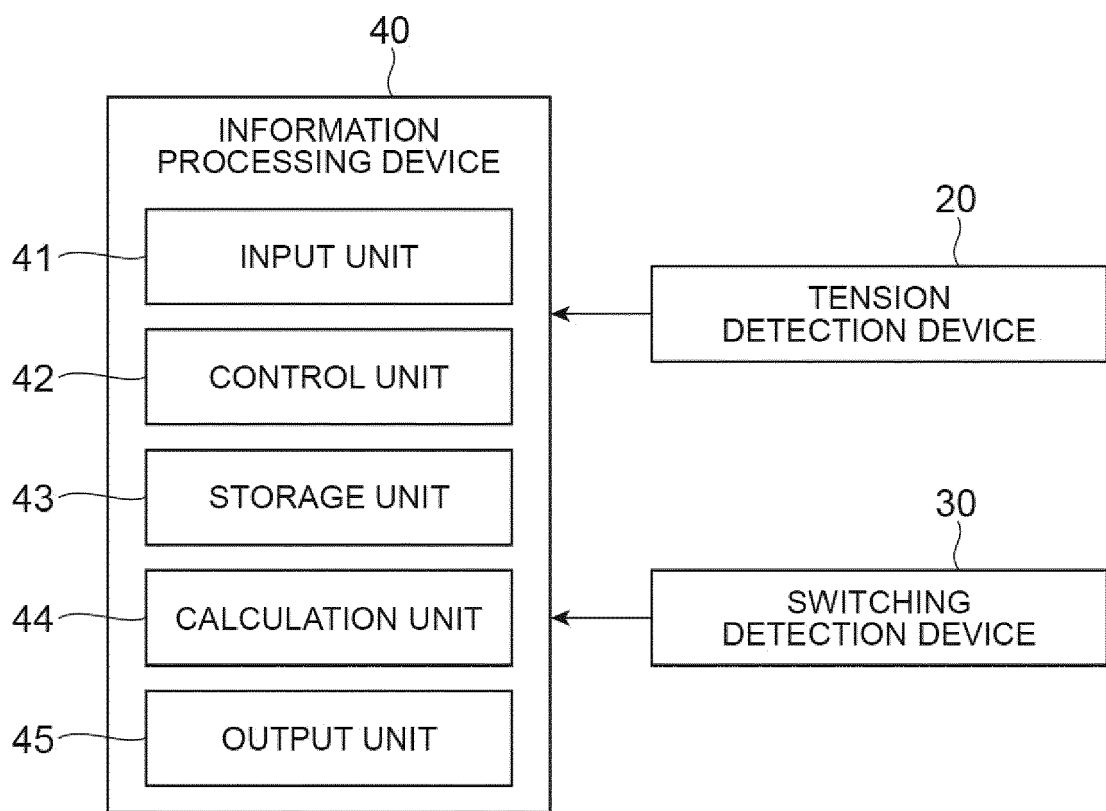 40
INFORMATION
PROCESSING DEVICE
41
INPUT UNIT
42
CONTROL UNIT
43
STORAGE UNIT
44
CALCULATION UNIT
45
OUTPUT UNIT
20
TENSION
DETECTION DEVICE
30
SWITCHING
DETECTION DEVICE